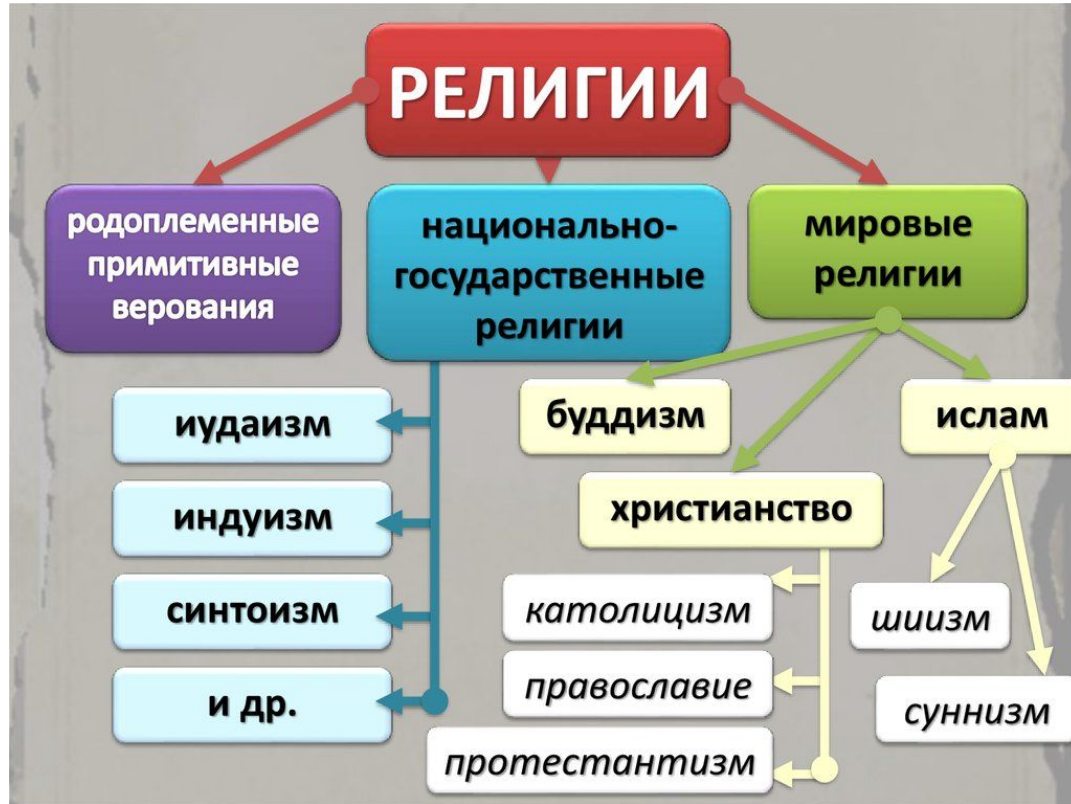 РЕЛИГИИ
родоплеменные
примитивные
верования
национально-
государственные
религии
мировые
религии
иудаизм
индуизм
синтоизм
и др.
буддизм
ислам
христианство
католицизм
православие
протестантизм
шиизм
суннизм